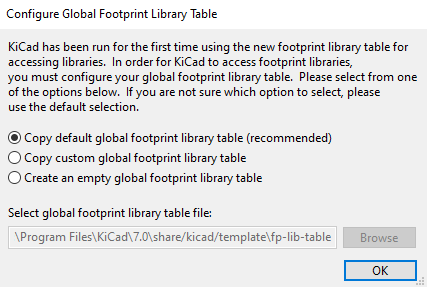 Configure Global Footprint Library Table
KiCad has been run for the first time using the new footprint library table for
accessing libraries. In order for KiCad to access footprint libraries,
you must configure your global footprint library table. Please select from one
of the options below. If you are not sure which option to select, please
use the default selection.
Copy default global footprint library table (recommended)
Copy custom global footprint library table
Create an empty global footprint library table
Select global footprint library table file:
\Program Files\KiCad\7.0\share/kicad/template\fp-lib-table Browse
OK